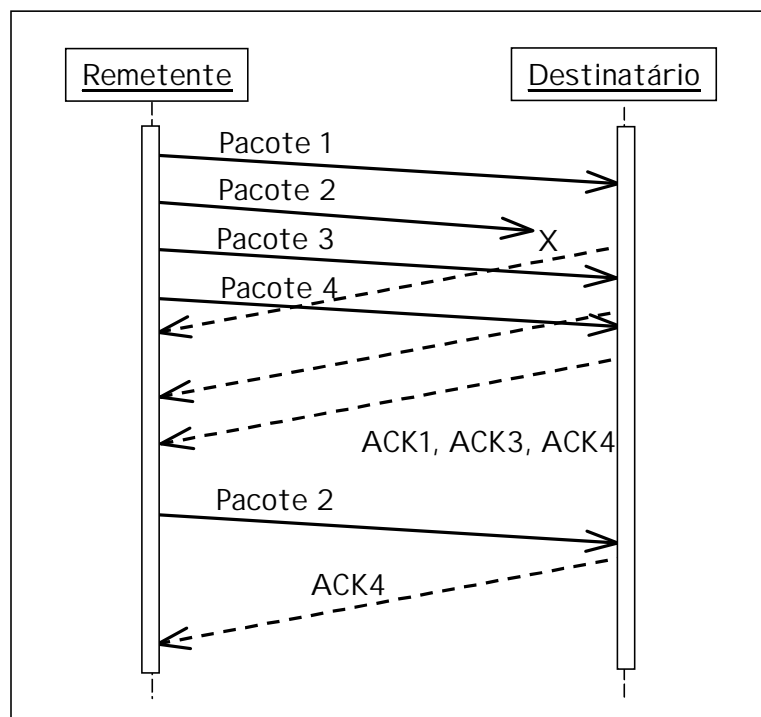 Remetente
Destinatário
Pacote 1
Pacote 2
X
Pacote 3
Pacote 4
ACK1, ACK3, ACK4
Pacote 2
ACK4